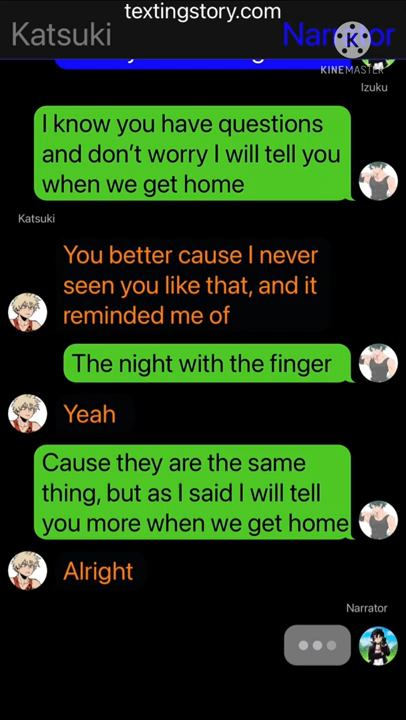 textingstory.com
Katsuki
K
KINEMASTER
Izuku
I know you have questions
and don't worry I will tell you
when we get home
Katsuki
You better cause I never
seen you like that, and it
reminded me of
The night with the finger
Yeah
Cause they are the same
thing, but as I said I will tell
you more when we get home
Alright
Narrator